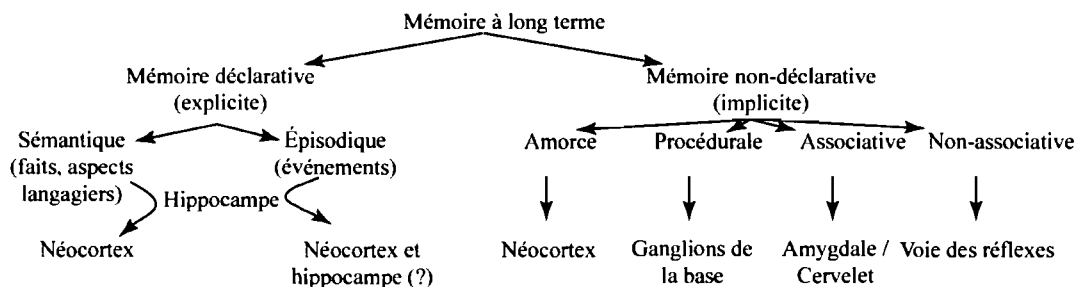 Mémoire à long terme
Mémoire déclarative
(explicite)
Mémoire non-déclarative
(implicite)
Sémantique
(faits, aspects
langagiers)
Épisodique
(événements)
Amorce
Procédurale
Associative
Non-associative
Hippocampe
Néocortex
Néocortex et
hippocampe (?)
Néocortex
Ganglions de
la base
Amygdale /
Cervelet
Voie des réflexes